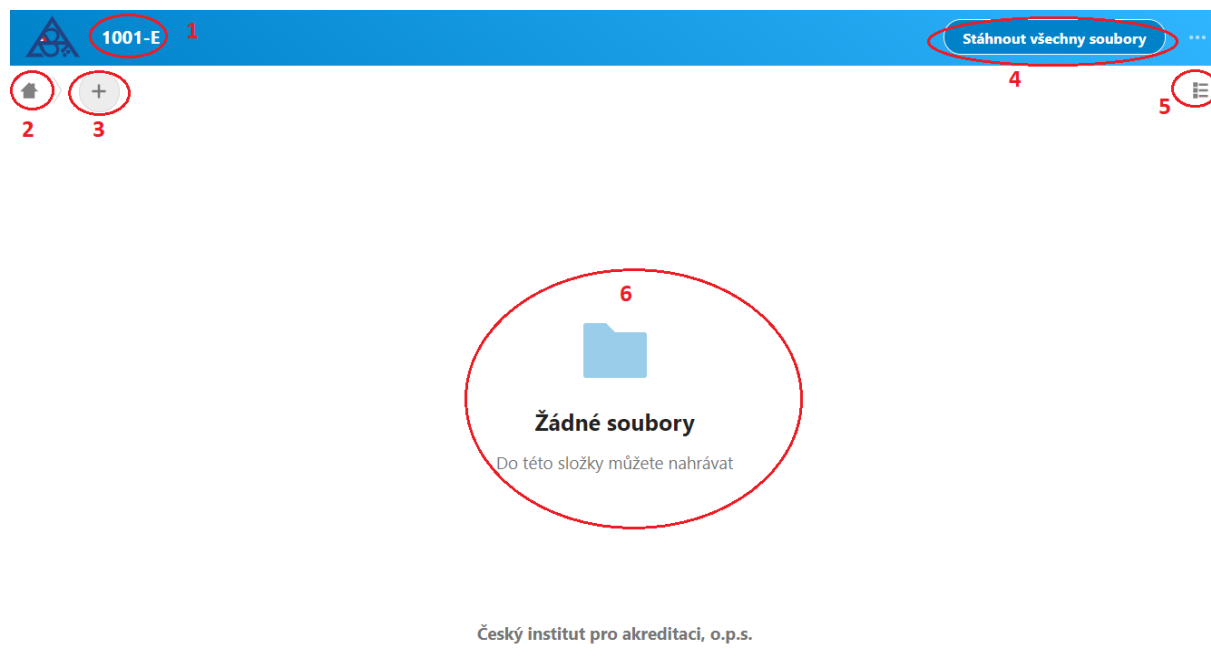 1001-E 1 Stáhnout všechny soubory
4
5
2 3
6
Žádné soubory
Do této složky můžete nahrávat
Český institut pro akreditaci, o.p.s.